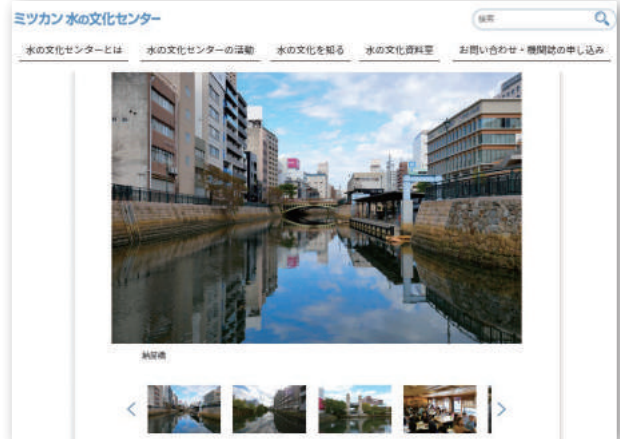 ミツカン 水の文化センター
検索
水の文化センターとは 水の文化センターの活動 水の文化を知る 水の文化資料室 お問い合わせ・機関誌の申し込み
納屋橋